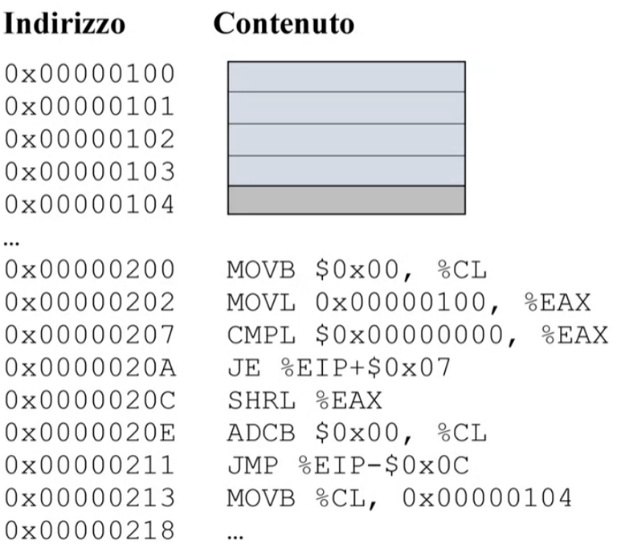 Indirizzo Contenuto
0x00000100
0x00000101
0x00000102
0x00000103
0x00000104
...
0x00000200 MOVB $0x00, %CL
0x00000202 MOVL 0x00000100, %EAX
0x00000207 CMPL $0x00000000, %EAX
0x0000020A JE %EIP+$0x07
0x0000020C SHRL %EAX
0x0000020E ADCB $0x00, %CL
0x00000211 JMP %EIP-$0x0C
0x00000213 MOVB %CL, 0x00000104
0x00000218 ...